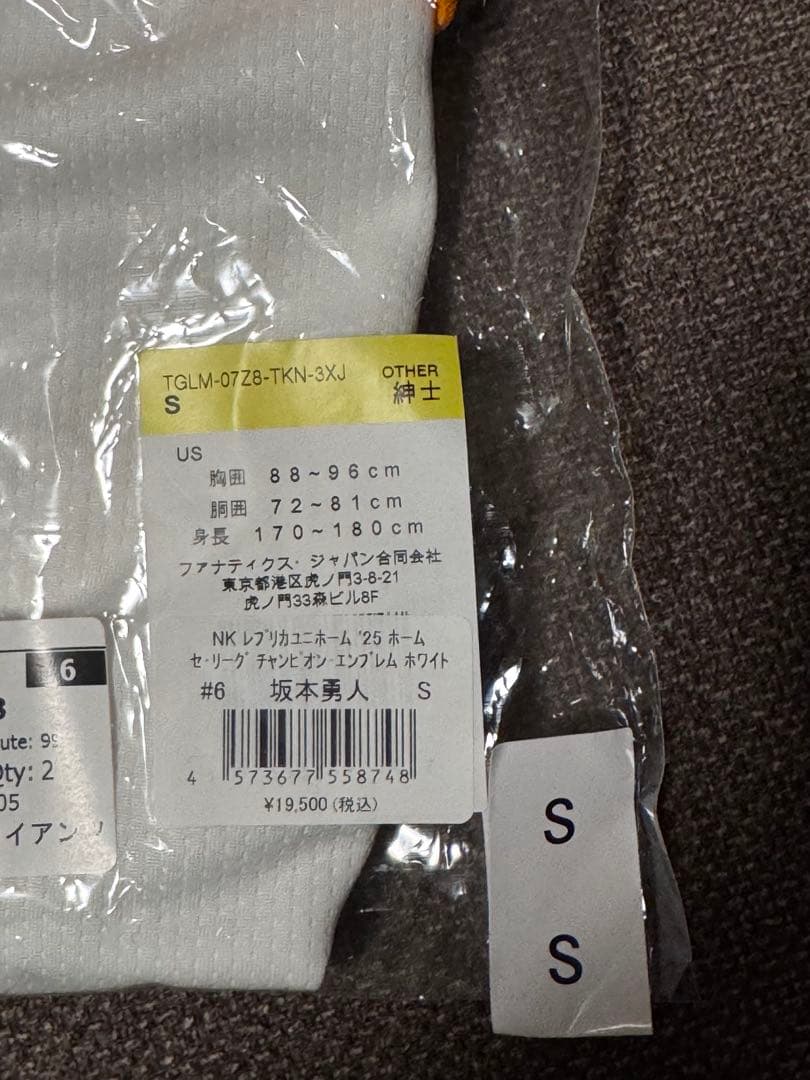 TGLM-07Z8-TKN-3XJ OTHER
S 紳士
US
胸囲 88~96cm
胴囲 72~81cm
身長 170~180cm
ファナティクス・ジャパン合同会社
東京都港区虎ノ門3-8-21
虎ノ門33森ビル8F
NK レプリカユニホーム '25 ホーム
セ・リーグ チャンピオン エンブレム ホワイト
#6 坂本勇人 S
4 573677 558748
¥19,500(税込)
6
ute: 99
Qty: 2
05
イアンツ
S
S